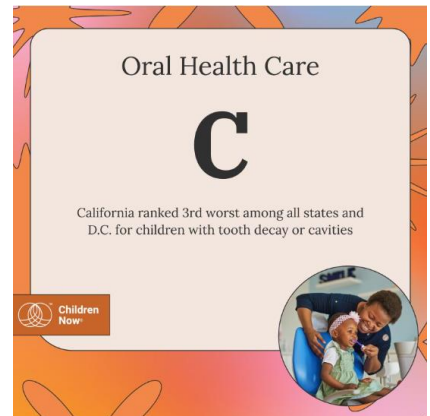 Oral Health Care
C
California ranked 3rd worst among all states and
D.C. for children with tooth decay or cavities
Children
Now
SMILE